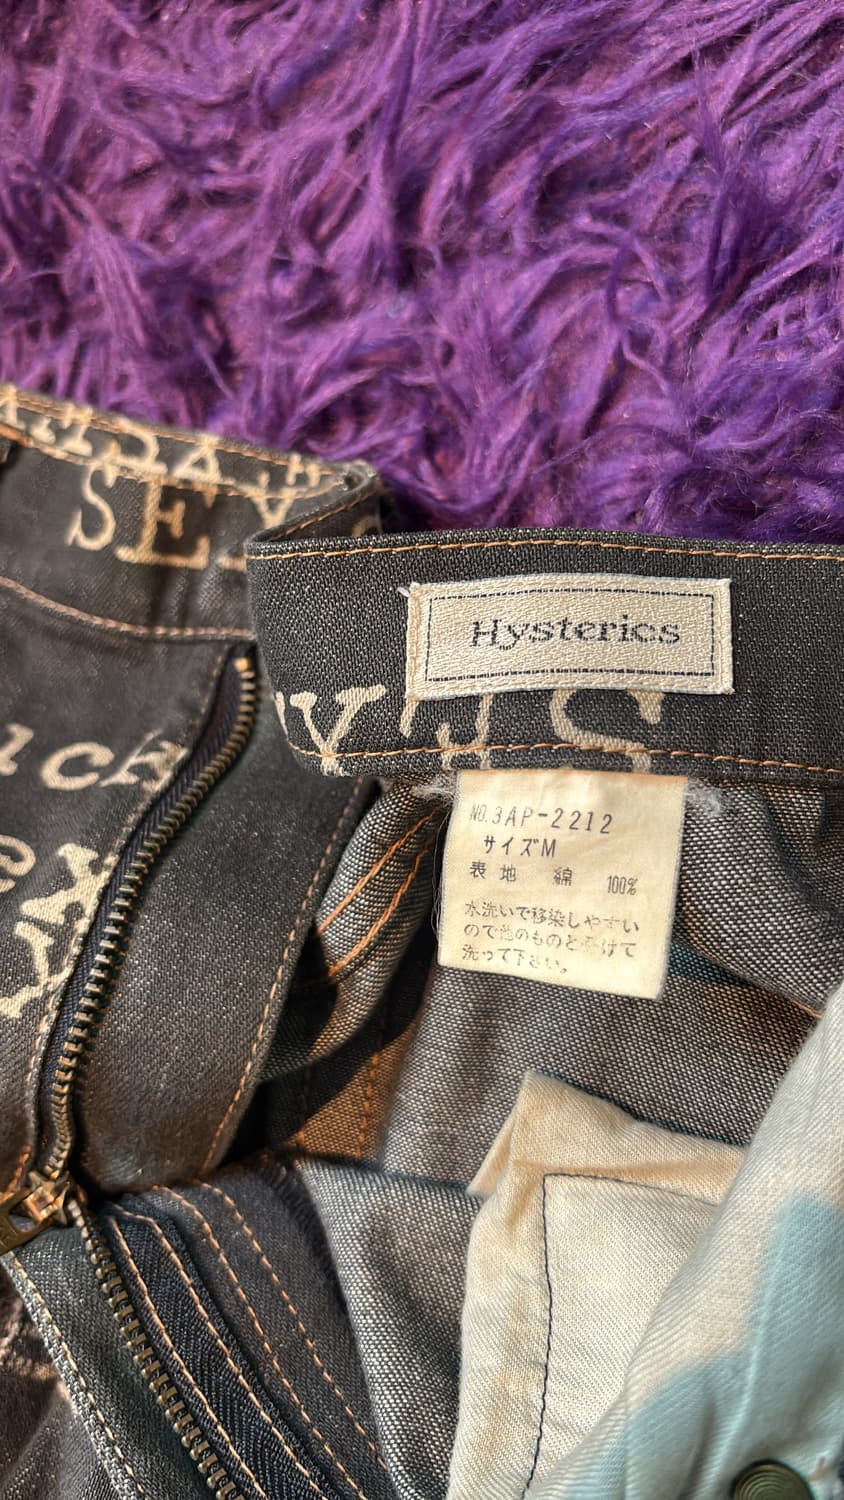 SEX
Hysterics
NO.3AP-2212
サイズM
表地 綿 100%
水洗いで移染しやすい
ので他のものと けて
洗って下さい。